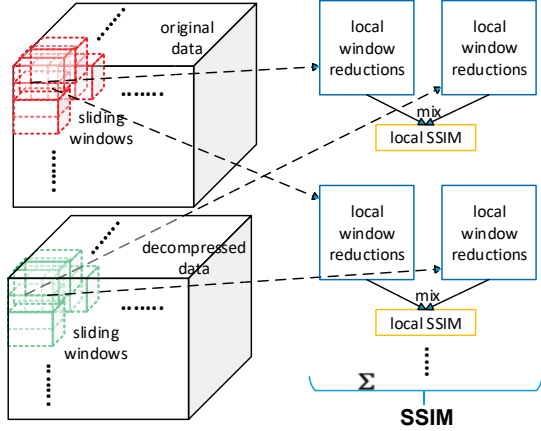 original
data
sliding
windows
decompressed
data
sliding
windows
local
window
reductions
local
window
reductions
mix
local SSIM
local
window
reductions
local
window
reductions
mix
local SSIM
Σ
SSIM